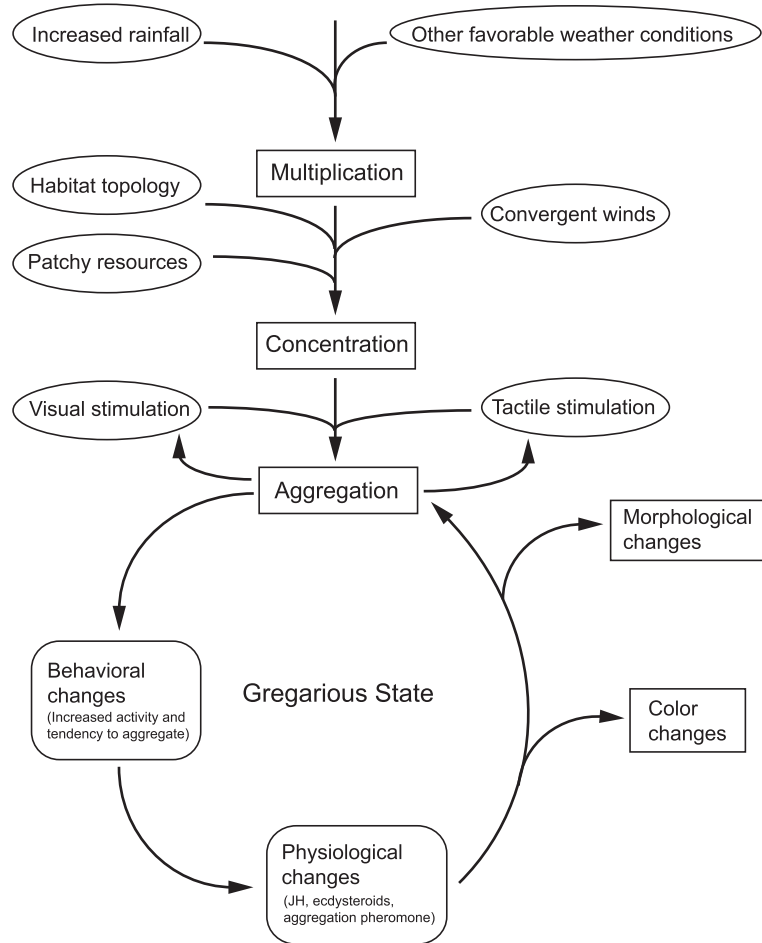 Increased rainfall
Other favorable weather conditions
Multiplication
Habitat topology
Convergent winds
Patchy resources
Concentration
Visual stimulation
Tactile stimulation
Aggregation
Morphological
changes
Behavioral
changes
(Increased activity and
tendency to aggregate)
Gregarious State
Color
changes
Physiological
changes
(JH, ecdysteroids,
aggregation pheromone)